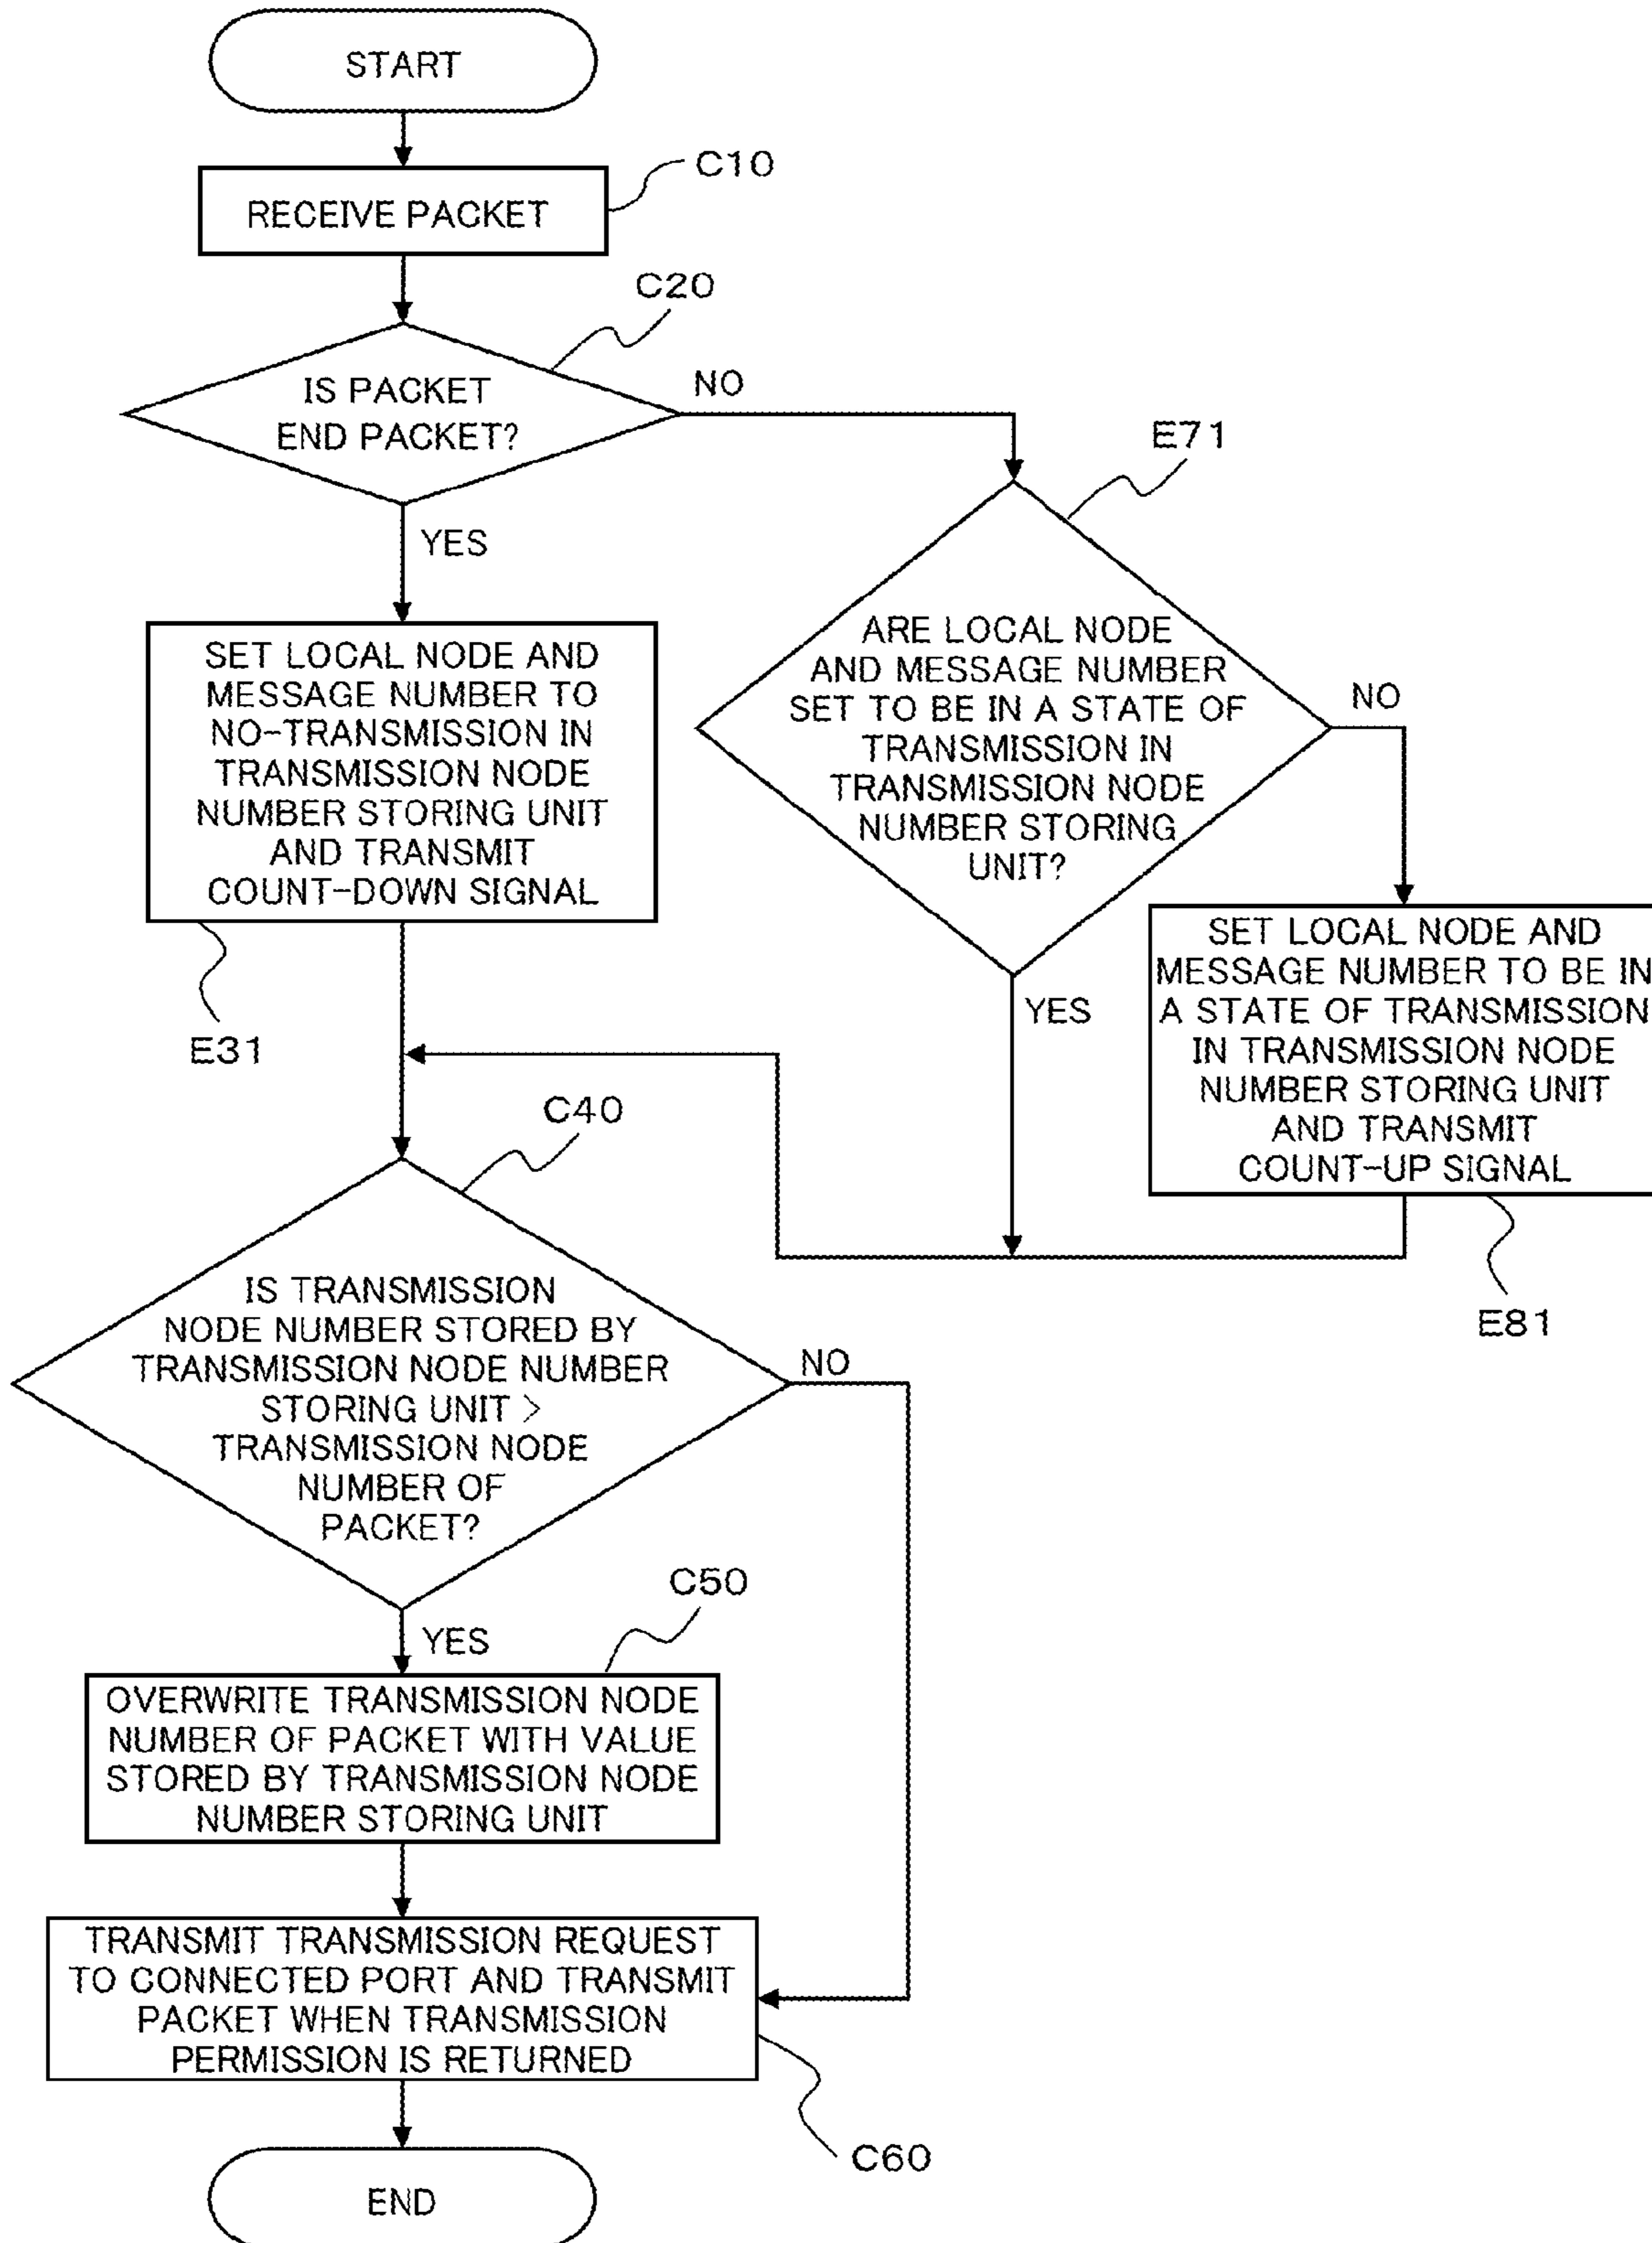 START
C10
RECEIVE PACKET
C20
IS PACKET
END PACKET?
NO
YES
E71
ARE LOCAL NODE
AND MESSAGE NUMBER
SET TO BE IN A STATE OF
TRANSMISSION IN
TRANSMISSION NODE
NUMBER STORING
UNIT?
NO
YES
SET LOCAL NODE AND
MESSAGE NUMBER TO
NO-TRANSMISSION IN
TRANSMISSION NODE
NUMBER STORING UNIT
AND TRANSMIT
COUNT-DOWN SIGNAL
E31
SET LOCAL NODE AND
MESSAGE NUMBER TO BE IN
A STATE OF TRANSMISSION
IN TRANSMISSION NODE
NUMBER STORING UNIT
AND TRANSMIT
COUNT-UP SIGNAL
E81
C40
IS TRANSMISSION
NODE NUMBER STORED BY
TRANSMISSION NODE NUMBER
STORING UNIT >
TRANSMISSION NODE
NUMBER OF
PACKET?
NO
YES
C50
OVERWRITE TRANSMISSION NODE
NUMBER OF PACKET WITH VALUE
STORED BY TRANSMISSION NODE
NUMBER STORING UNIT
TRANSMIT TRANSMISSION REQUEST
TO CONNECTED PORT AND TRANSMIT
PACKET WHEN TRANSMISSION
PERMISSION IS RETURNED
C60
END